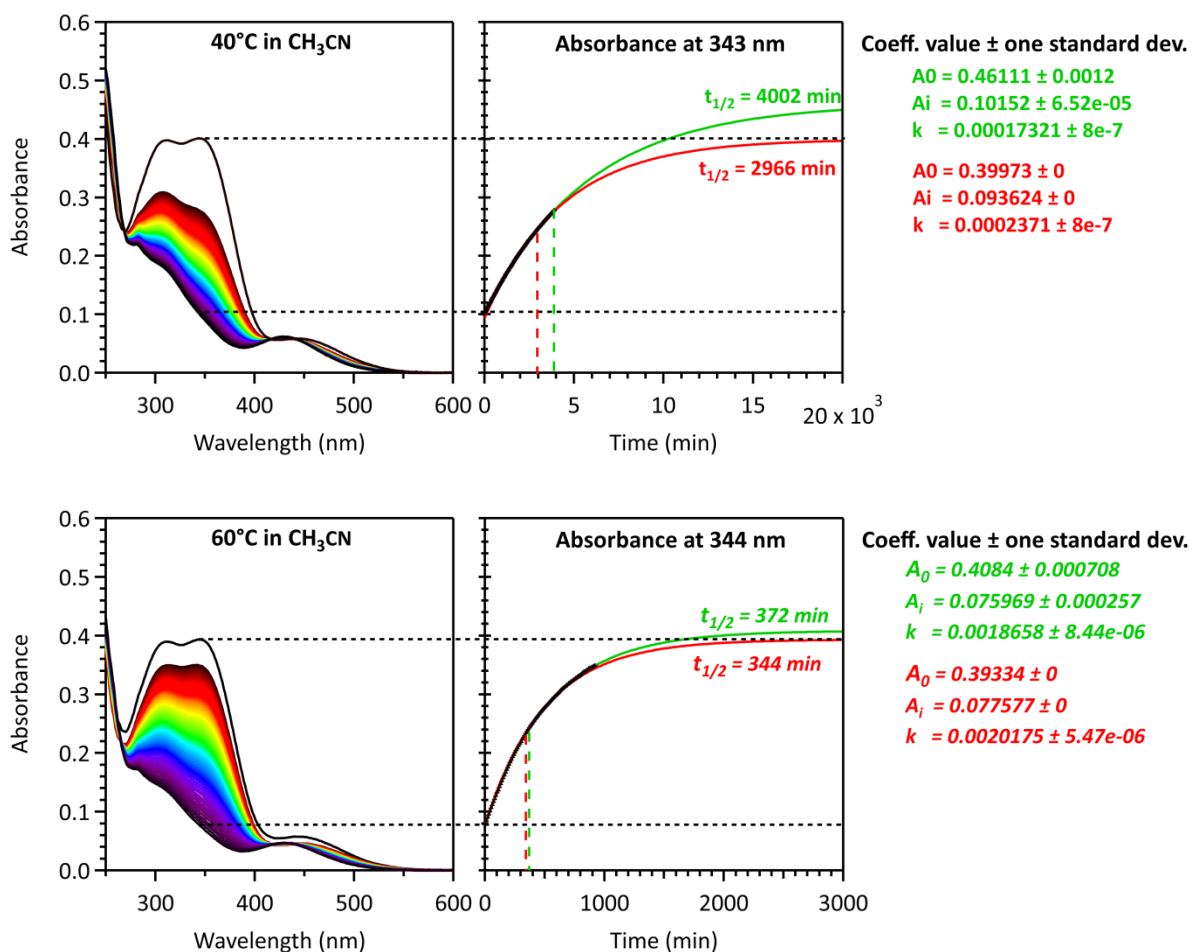 40°C in CH₃CN
Absorbance at 343 nm
Coeff. value ± one standard dev.
A0 = 0.46111 ± 0.0012
Ai = 0.10152 ± 6.52e-05
k = 0.00017321 ± 8e-7
A0 = 0.39973 ± 0
Ai = 0.093624 ± 0
k = 0.0002371 ± 8e-7
t₁/₂ = 4002 min
t₁/₂ = 2966 min
Absorbance
0.6
0.5
0.4
0.3
0.2
0.1
0.0
300 400 500 600
Wavelength (nm)
0 5 10 15
20 x 10³
Time (min)
60°C in CH₃CN
Absorbance at 344 nm
Coeff. value ± one standard dev.
A₀ = 0.4084 ± 0.000708
Aᵢ = 0.075969 ± 0.000257
k = 0.0018658 ± 8.44e-06
A₀ = 0.39334 ± 0
Aᵢ = 0.077577 ± 0
k = 0.0020175 ± 5.47e-06
t₁/₂ = 372 min
t₁/₂ = 344 min
Absorbance
0.6
0.5
0.4
0.3
0.2
0.1
0.0
300 400 500 600
Wavelength (nm)
0 1000 2000 3000
Time (min)